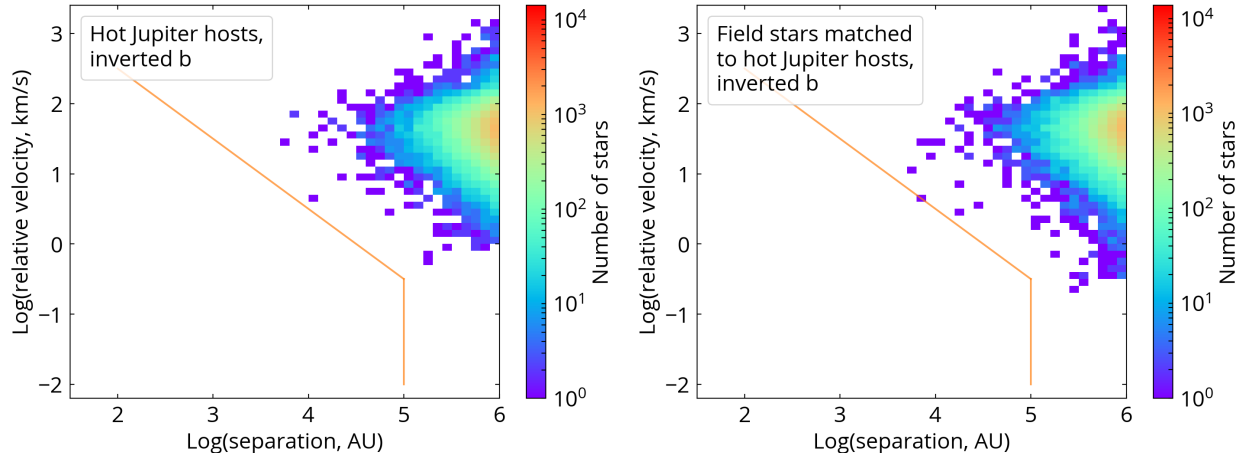 Hot Jupiter hosts,
inverted b
Log(relative velocity, km/s)
3
2
1
0
−1
−2
2
3
4
5
6
Log(separation, AU)
10⁴
10³
10²
10¹
10⁰
Number of stars
Field stars matched
to hot Jupiter hosts,
inverted b
Log(relative velocity, km/s)
3
2
1
0
−1
−2
2
3
4
5
6
Log(separation, AU)
10⁴
10³
10²
10¹
10⁰
Number of stars